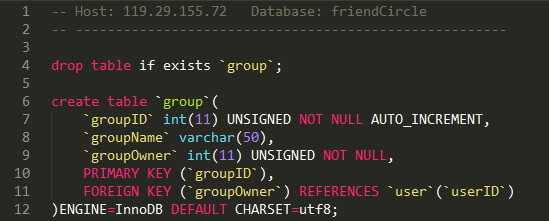 1 -- Host: 119.29.155.72   Database: friendCircle
2 -- ------------------------------------------------------
3
4 drop table if exists `group`;
5
6 create table `group`(
7     `groupID` int(11) UNSIGNED NOT NULL AUTO_INCREMENT,
8     `groupName` varchar(50),
9     `groupOwner` int(11) UNSIGNED NOT NULL,
10     PRIMARY KEY (`groupID`),
11     FOREIGN KEY (`groupOwner`) REFERENCES `user`(`userID`)
12 )ENGINE=InnoDB DEFAULT CHARSET=utf8;